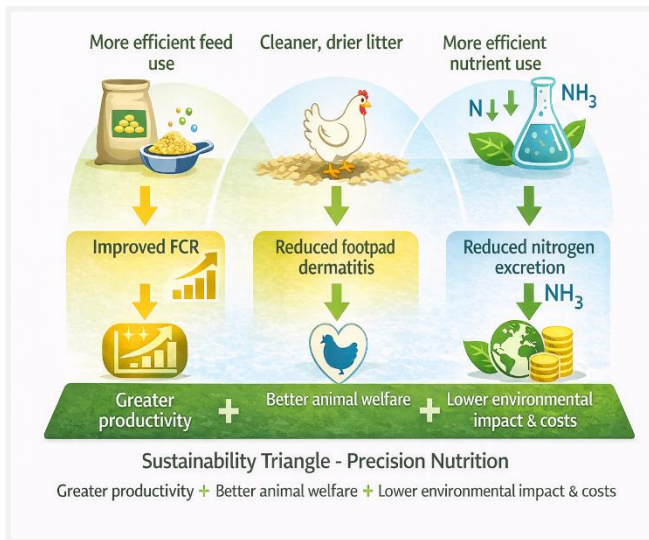 More efficient feed
use
Cleaner, drier litter
More efficient
nutrient use
N
NH₃
Improved FCR
Reduced footpad
dermatitis
Reduced nitrogen
excretion
NH₃
Greater
productivity
+
Better animal welfare
+
Lower environmental
impact & costs
Sustainability Triangle - Precision Nutrition
Greater productivity + Better animal welfare + Lower environmental impact & costs